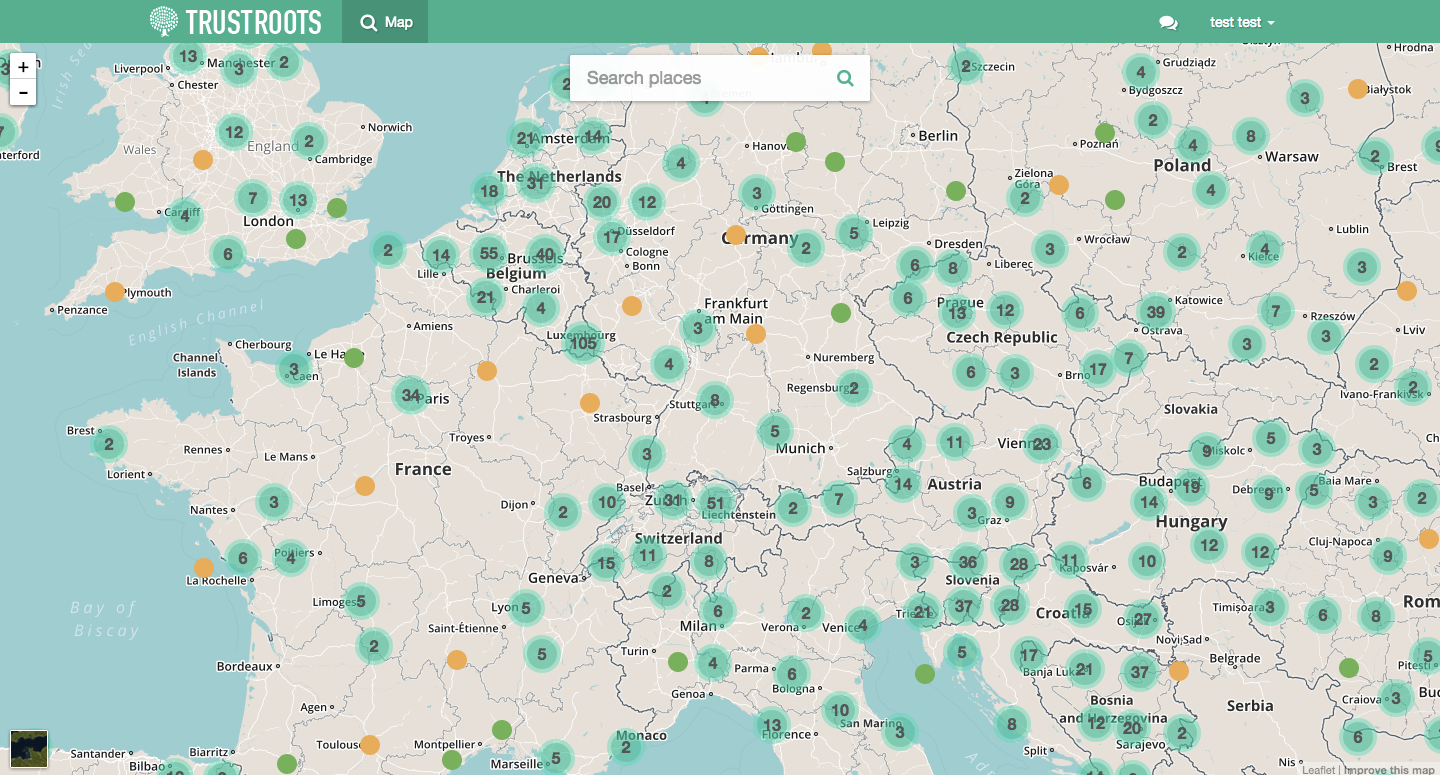 TRUSTROOTS
Map
test test
+
−
Search places
Irish Sea
Liverpool
13
Manchester
3
2
Chester
12
England
2
Norwich
Wales
Cambridge
7
13
4
Cardiff
London
6
Plymouth
Penzance
English Channel
2
14
55
Brussels
40
Lille
Belgium
21
Charleroi
4
21
Amsterdam
14
The Netherlands
18
31
4
20
12
17
Düsseldorf
Cologne
Bonn
3
Göttingen
Germany
2
5
Leipzig
Hanover
Berlin
2
Szczecin
4
Grudziądz
Bydgoszcz
2
3
Białystok
Hrodna
Poznań
4
8
Warsaw
2
Brest
Poland
4
Zielona
Góra
2
Dresden
Liberec
3
Wrocław
2
4
Kielce
Lublin
3
6
8
6
Prague
13
12
Czech Republic
6
39
Katowice
Ostrava
7
Rzeszów
3
3
Lviv
Frankfurt
am Main
3
Luxembourg
105
4
Nuremberg
Regensburg
2
6
3
Brno
17
7
2
2
Ivano-Frankivsk
Amiens
Cherbourg
Channel
Islands
3
Caen
34
Paris
Strasbourg
Stuttgart
8
Slovakia
Brest
2
Lorient
Rennes
Le Mans
Troyes
France
3
5
Munich
4
11
Vienna
23
9
Miskolc
5
3
Nantes
3
Dijon
2
Basel
10
Zurich
31
51
Liechtenstein
2
7
Salzburg
14
Austria
3
9
Graz
6
Budapest
19
14
Hungary
Debrecen
9
5
Baia Mare
3
2
Switzerland
6
4
Poitiers
La Rochelle
Geneva
15
11
8
3
36
28
Slovenia
11
Kaposvár
10
12
12
Cluj-Napoca
9
Bay of
Biscay
Limoges
5
Lyon
5
Saint-Étienne
2
6
Milan
2
Verona
Venice
4
21
37
28
Croatia
15
27
Timișoara
3
6
8
Novi Sad
2
5
Turin
4
Parma
6
Bologna
5
17
Banja Luka
21
37
Belgrade
Bordeaux
Genoa
Bosnia
and Herzegovina
Serbia
Craiova
3
5
Agen
Toulouse
Montpellier
Marseille
5
Monaco
2
13
Florence
10
San Marino
3
8
Split
12
20
Sarajevo
2
6
Santander
Bilbao
Biarritz
Nis
Leaflet | Improve this map